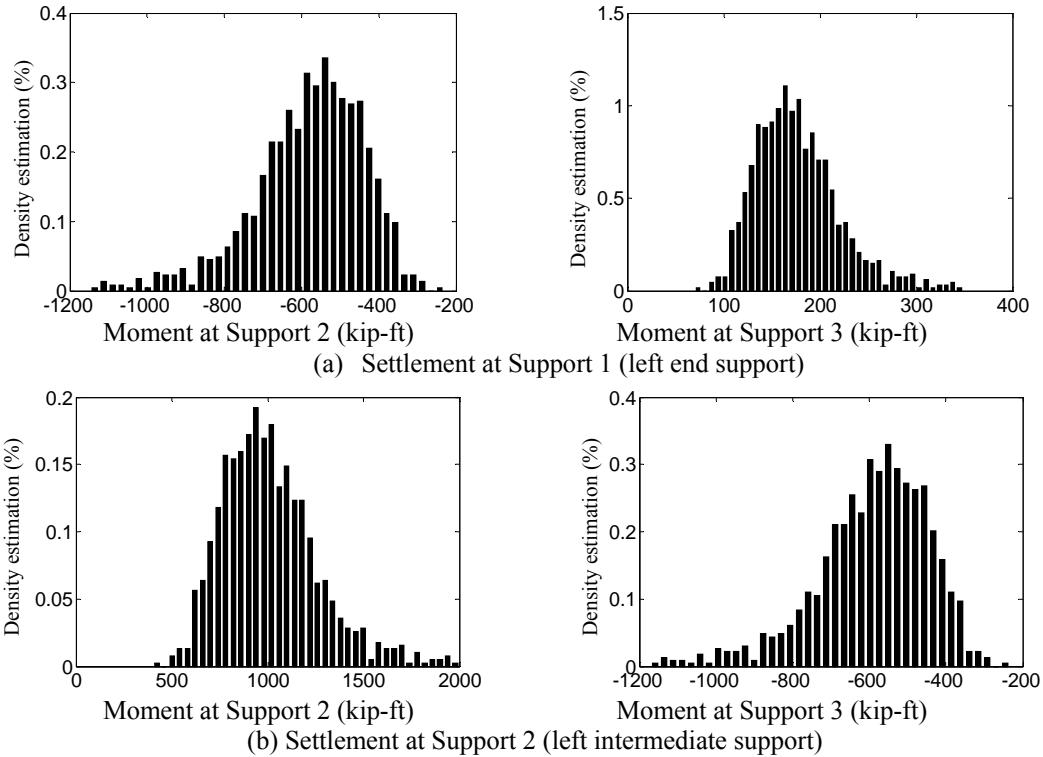 0.4
0.3
0.2
0.1
0
-1200 -1000 -800 -600 -400 -200
Density estimation (%)
Moment at Support 2 (kip-ft)
1.5
1
0.5
0
0 100 200 300 400
Density estimation (%)
Moment at Support 3 (kip-ft)
(a) Settlement at Support 1 (left end support)
0.2
0.15
0.1
0.05
0
0 500 1000 1500 2000
Density estimation (%)
Moment at Support 2 (kip-ft)
0.4
0.3
0.2
0.1
0
-1200 -1000 -800 -600 -400 -200
Density estimation (%)
Moment at Support 3 (kip-ft)
(b) Settlement at Support 2 (left intermediate support)